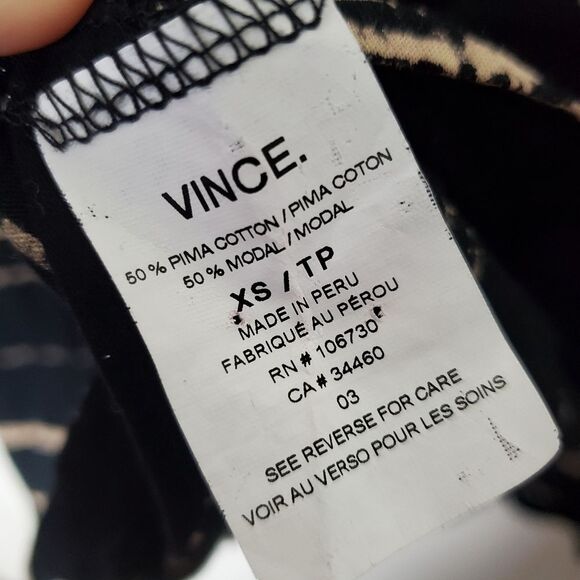 VINCE.
50 % PIMA COTTON / PIMA COTON
50 % MODAL / MODAL
XS / TP
MADE IN PERU
FABRIQUÉ AU PÉROU
RN # 106730
CA # 34460
03
SEE REVERSE FOR CARE
VOIR AU VERSO POUR LES SOINS